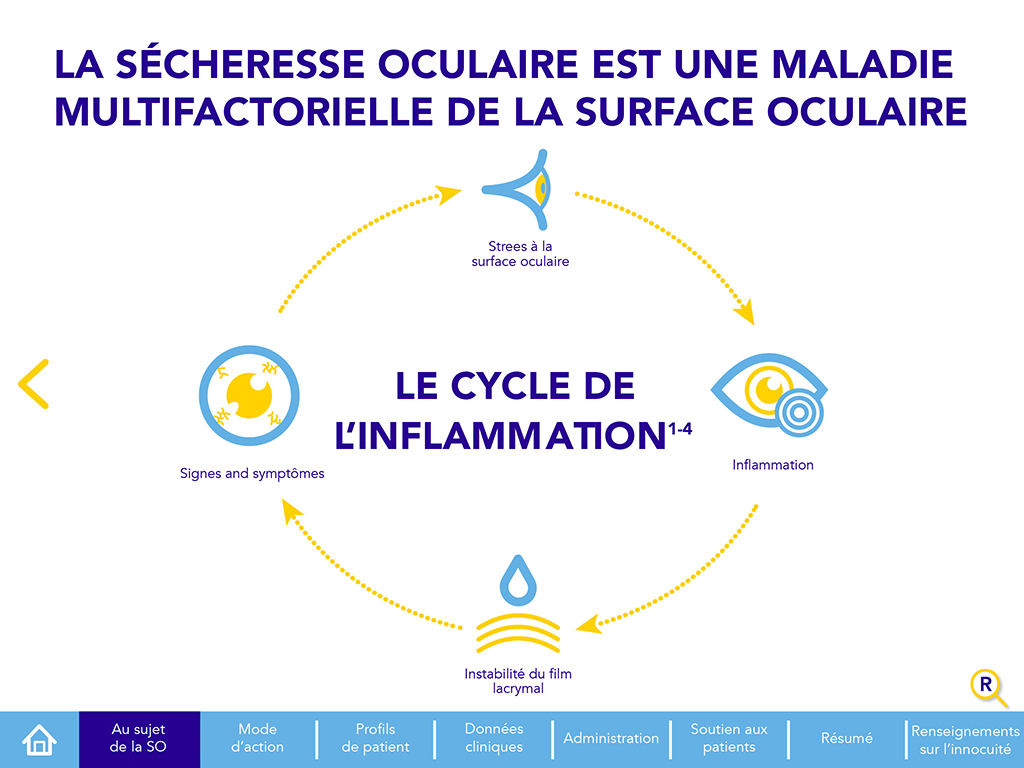 LA SÉCHERESSE OCULAIRE EST UNE MALADIE
MULTIFACTORIELLE DE LA SURFACE OCULAIRE
Strees à la
surface oculaire
LE CYCLE DE
L’INFLAMMATION1-4
Inflammation
Signes and symptômes
Instabilité du film
lacrymal
R
Au sujet
de la SO
Mode
d’action
Profils
de patient
Données
cliniques
Administration
Soutien aux
patients
Résumé
Renseignements
sur l’innocuité